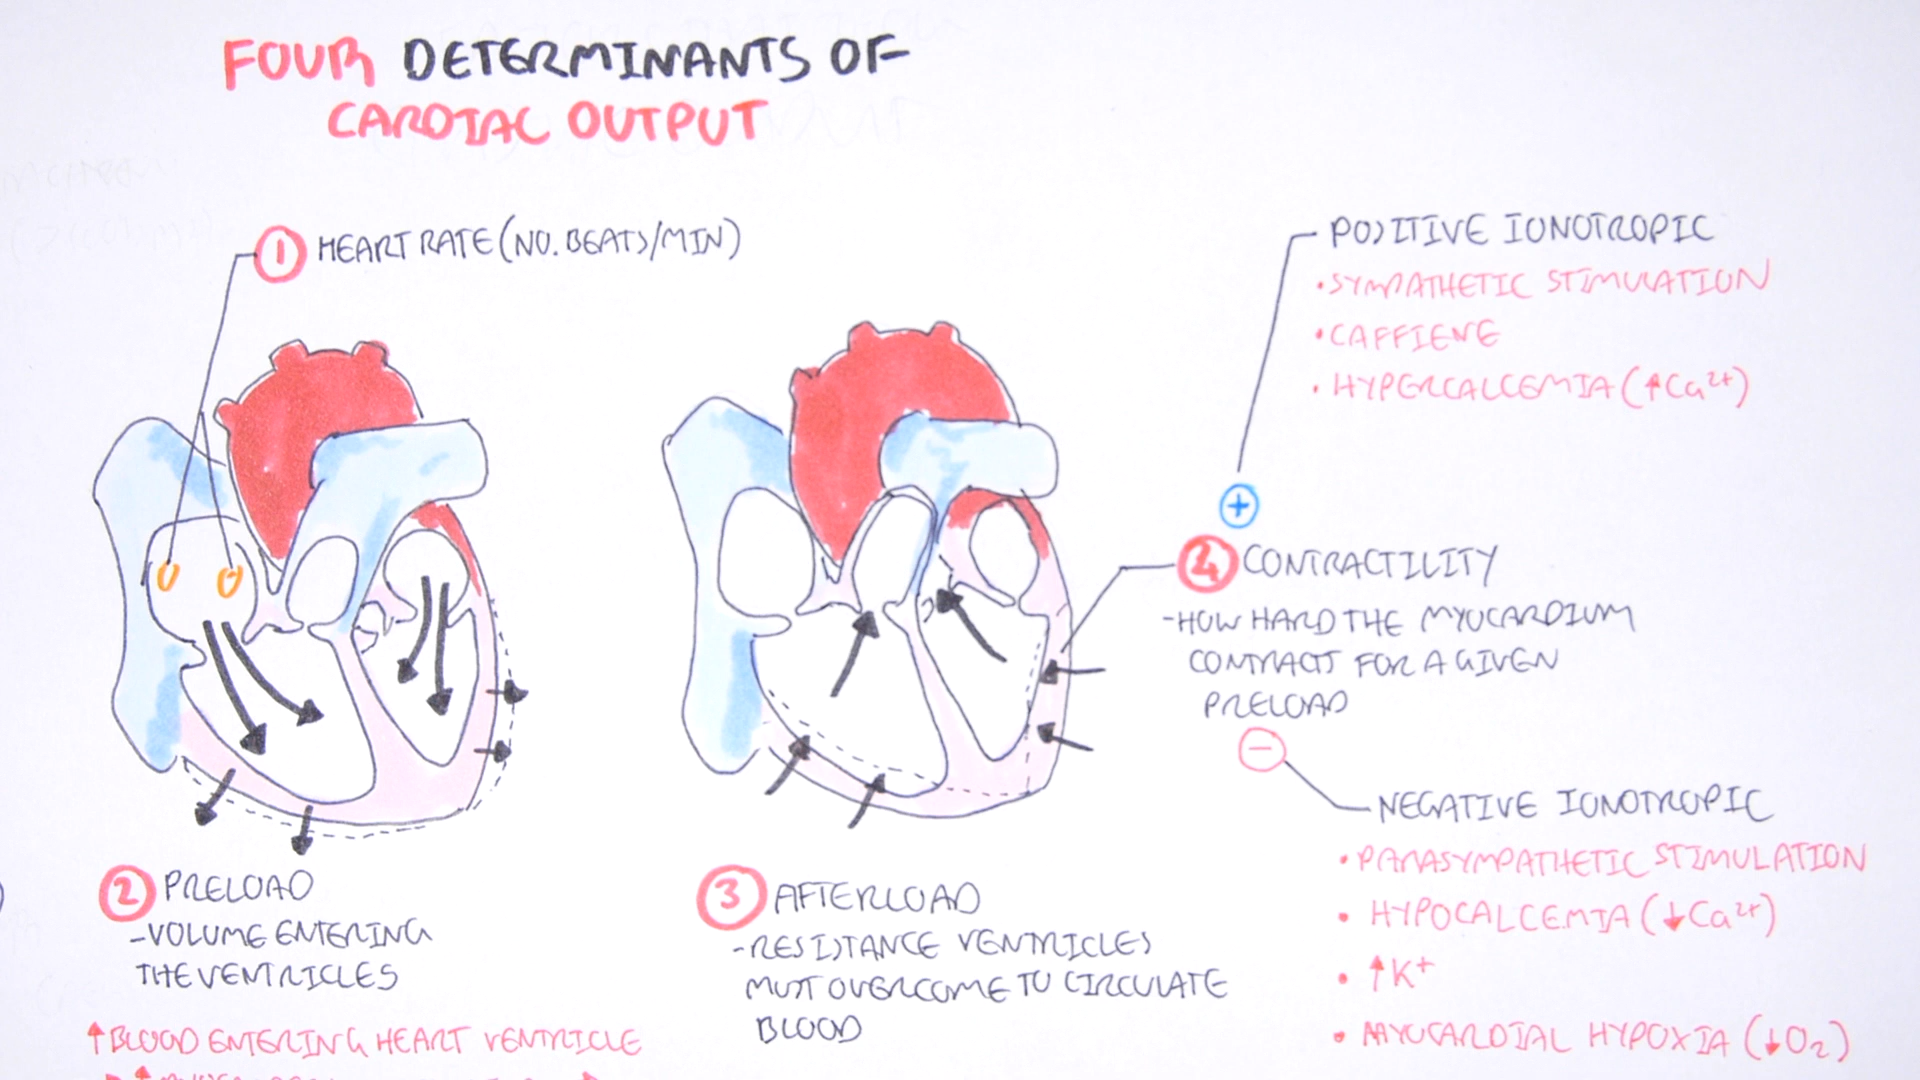 FOUR DETERMINANTS OF
CARDIAC OUTPUT
1 HEART RATE (NO. BEATS/MIN)
2 PRELOAD
-VOLUME ENTERING
THE VENTRICLES
↑BLOOD ENTERING HEART VENTRICLE
3 AFTERLOAD
-RESISTANCE VENTRICLES
MUST OVERCOME TO CIRCULATE
BLOOD
POSITIVE IONOTROPIC
•SYMPATHETIC STIMULATION
•CAFFIENE
•HYPERCALCEMIA (↑Ca²⁺)
+
4 CONTRACTILITY
-HOW HARD THE MYOCARDIUM
CONTRACTS FOR A GIVEN
PRELOAD
−
NEGATIVE IONOTROPIC
•PARASYMPATHETIC STIMULATION
• HYPOCALCEMIA (↓Ca²⁺)
• ↑K⁺
• MYOCARDIAL HYPOXIA (↓O₂)